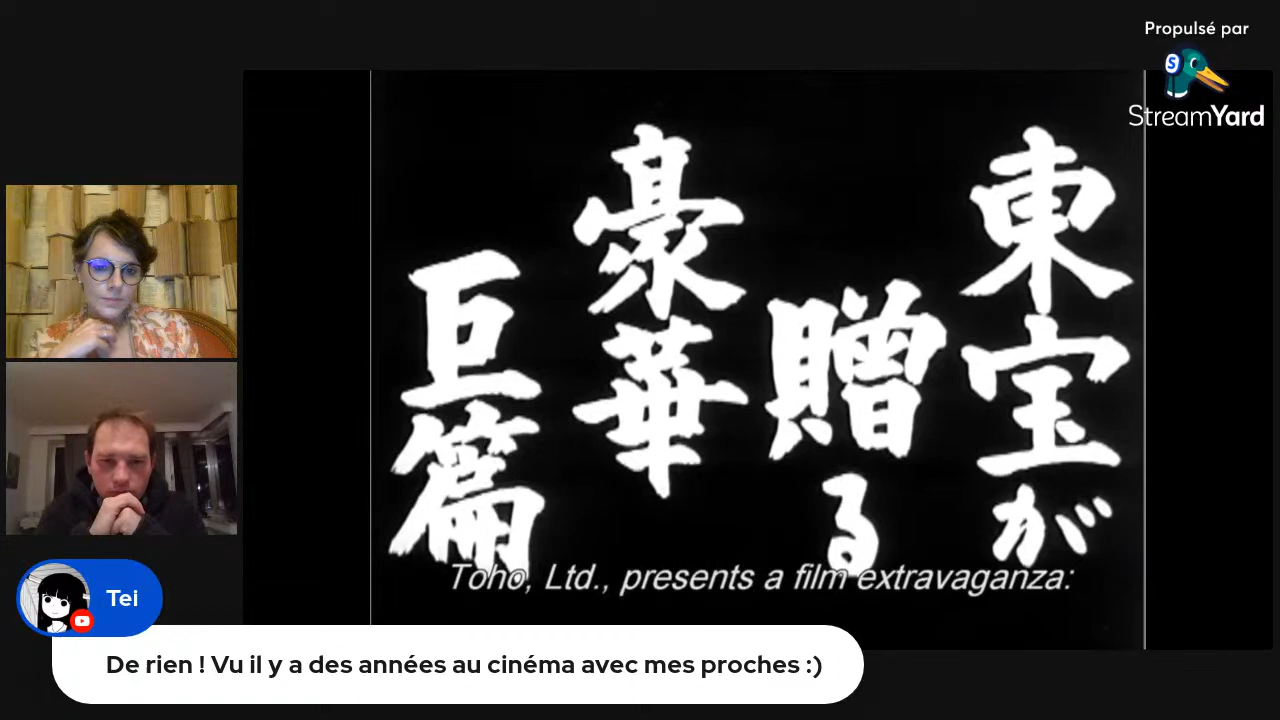 Propulsé par
StreamYard
東宝が
贈る
豪華
巨篇
Toho, Ltd., presents a film extravaganza:
Tei
De rien ! Vu il y a des années au cinéma avec mes proches :)